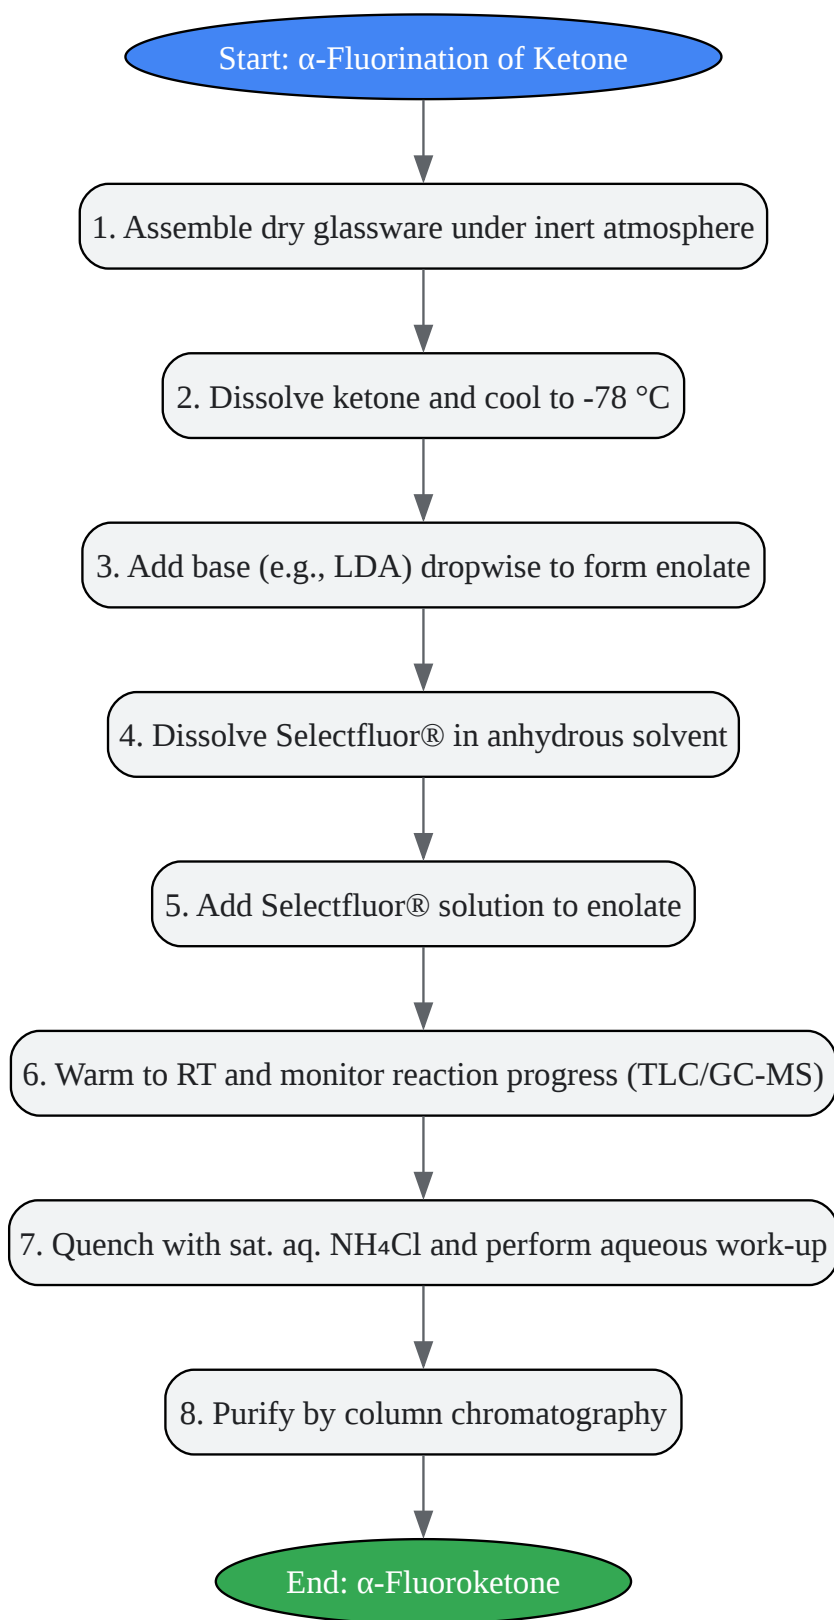 Start: α-Fluorination of Ketone
1. Assemble dry glassware under inert atmosphere
2. Dissolve ketone and cool to -78 °C
3. Add base (e.g., LDA) dropwise to form enolate
4. Dissolve Selectfluor® in anhydrous solvent
5. Add Selectfluor® solution to enolate
6. Warm to RT and monitor reaction progress (TLC/GC-MS)
7. Quench with sat. aq. NH₄Cl and perform aqueous work-up
8. Purify by column chromatography
End: α-Fluoroketone